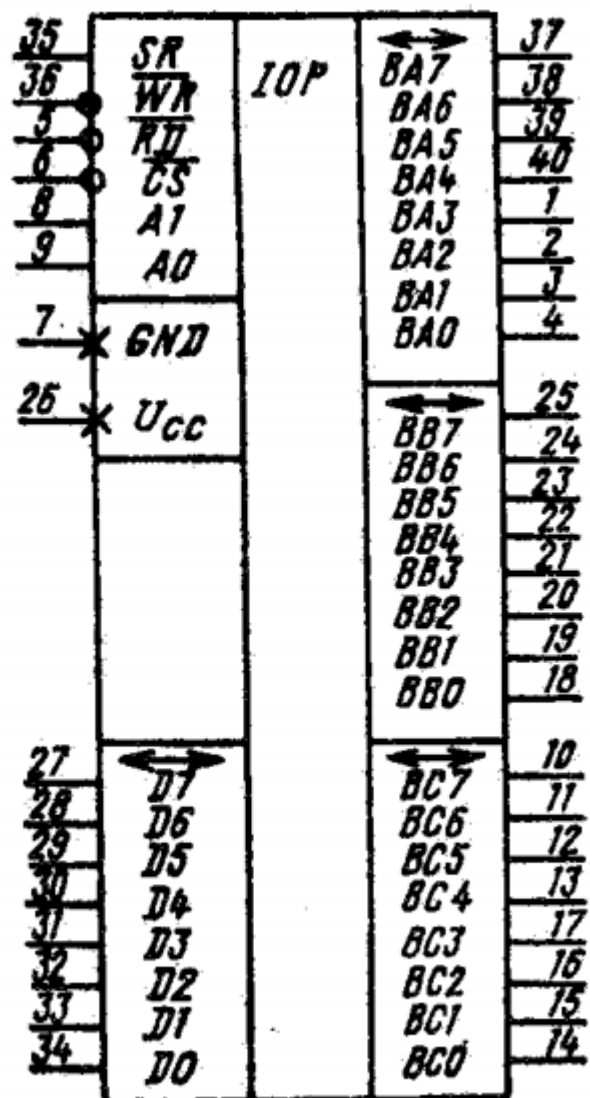 35 SR
36 WR
5 RD
6 CS
8 A1
9 A0
7 GND
26 UCC
27 D7
28 D6
29 D5
30 D4
31 D3
32 D2
33 D1
34 D0
IOP
BA7 37
BA6 38
BA5 39
BA4 40
BA3 1
BA2 2
BA1 3
BA0 4
BB7 25
BB6 24
BB5 23
BB4 22
BB3 21
BB2 20
BB1 19
BB0 18
BC7 10
BC6 11
BC5 12
BC4 13
BC3 17
BC2 16
BC1 15
BC0 14